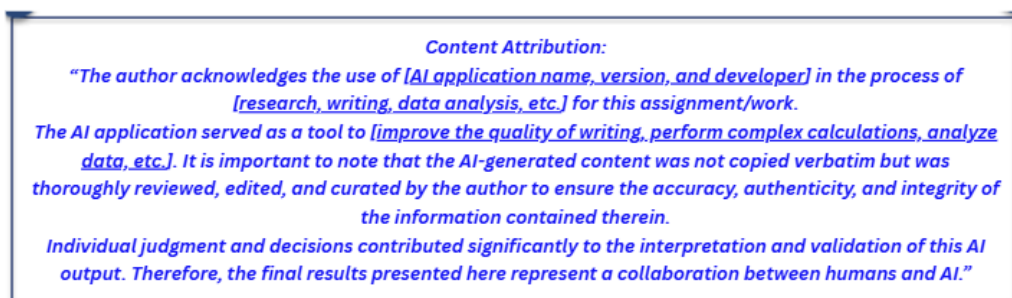 Content Attribution:
“The author acknowledges the use of [AI application name, version, and developer] in the process of
[research, writing, data analysis, etc.] for this assignment/work.
The AI application served as a tool to [improve the quality of writing, perform complex calculations, analyze
data, etc.]. It is important to note that the AI-generated content was not copied verbatim but was
thoroughly reviewed, edited, and curated by the author to ensure the accuracy, authenticity, and integrity of
the information contained therein.
Individual judgment and decisions contributed significantly to the interpretation and validation of this AI
output. Therefore, the final results presented here represent a collaboration between humans and AI.”